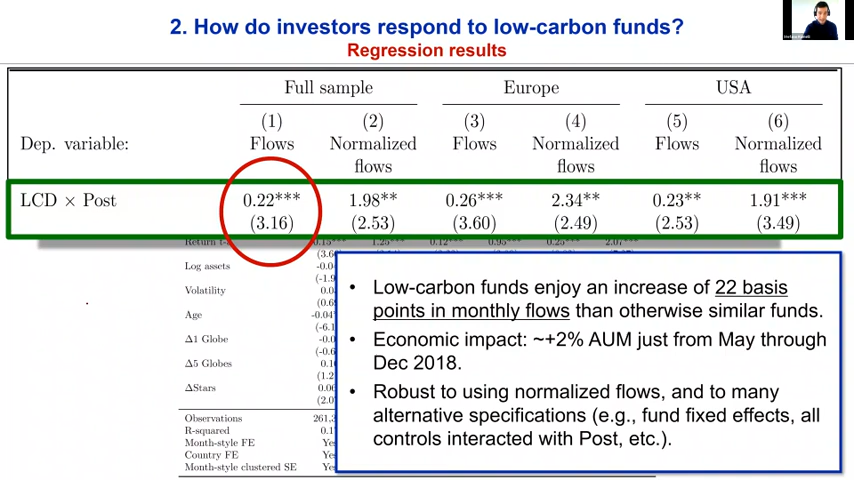 2. How do investors respond to low-carbon funds?
Regression results
Full sample Europe USA
(1) (2) (3) (4) (5) (6)
Dep. variable: Flows Normalized Flows Normalized Flows Normalized
flows flows flows
LCD × Post 0.22*** 1.98** 0.26*** 2.34** 0.23** 1.91***
(3.16) (2.53) (3.60) (2.49) (2.53) (3.49)
Log assets
Volatility
Age
Δ1 Globe
Δ5 Globes
ΔStars
Observations
R-squared
Month-style FE
Country FE
Month-style clustered SE
• Low-carbon funds enjoy an increase of 22 basis
points in monthly flows than otherwise similar funds.
• Economic impact: ~+2% AUM just from May through
Dec 2018.
• Robust to using normalized flows, and to many
alternative specifications (e.g., fund fixed effects, all
controls interacted with Post, etc.).